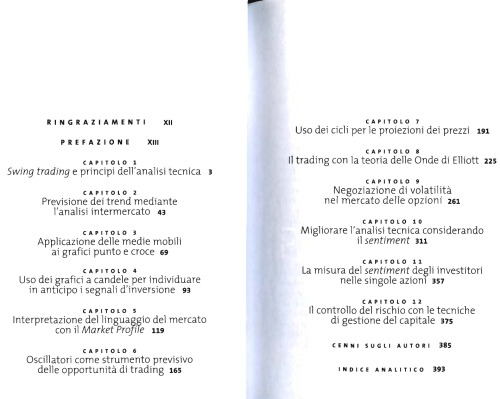 RINGRAZIAMENTI XII
PREFAZIONE XIII
CAPITOLO 1
Swing trading e principi dell'analisi tecnica 3
CAPITOLO 2
Previsione dei trend mediante
l'analisi intermarket 43
CAPITOLO 3
Applicazione delle medie mobili
ai grafici punto e croce 69
CAPITOLO 4
Uso dei grafici a candele per individuare
in anticipo i segnali d'inversione 93
CAPITOLO 5
Interpretazione del linguaggio del mercato
con il Market Profile 119
CAPITOLO 6
Oscillatori come strumento previsivo
delle opportunità di trading 165
CAPITOLO 7
Uso dei cicli per le proiezioni dei prezzi 191
CAPITOLO 8
Il trading con la teoria delle Onde di Elliott 225
CAPITOLO 9
Negoziazione di volatilità
nel mercato delle opzioni 261
CAPITOLO 10
Migliorare l'analisi tecnica considerando
il sentiment 311
CAPITOLO 11
La misura del sentiment degli investitori
nelle singole azioni 357
CAPITOLO 12
Il controllo del rischio con le tecniche
di gestione del capitale 375
CENNI SUGLI AUTORI 385
INDICE ANALITICO 393